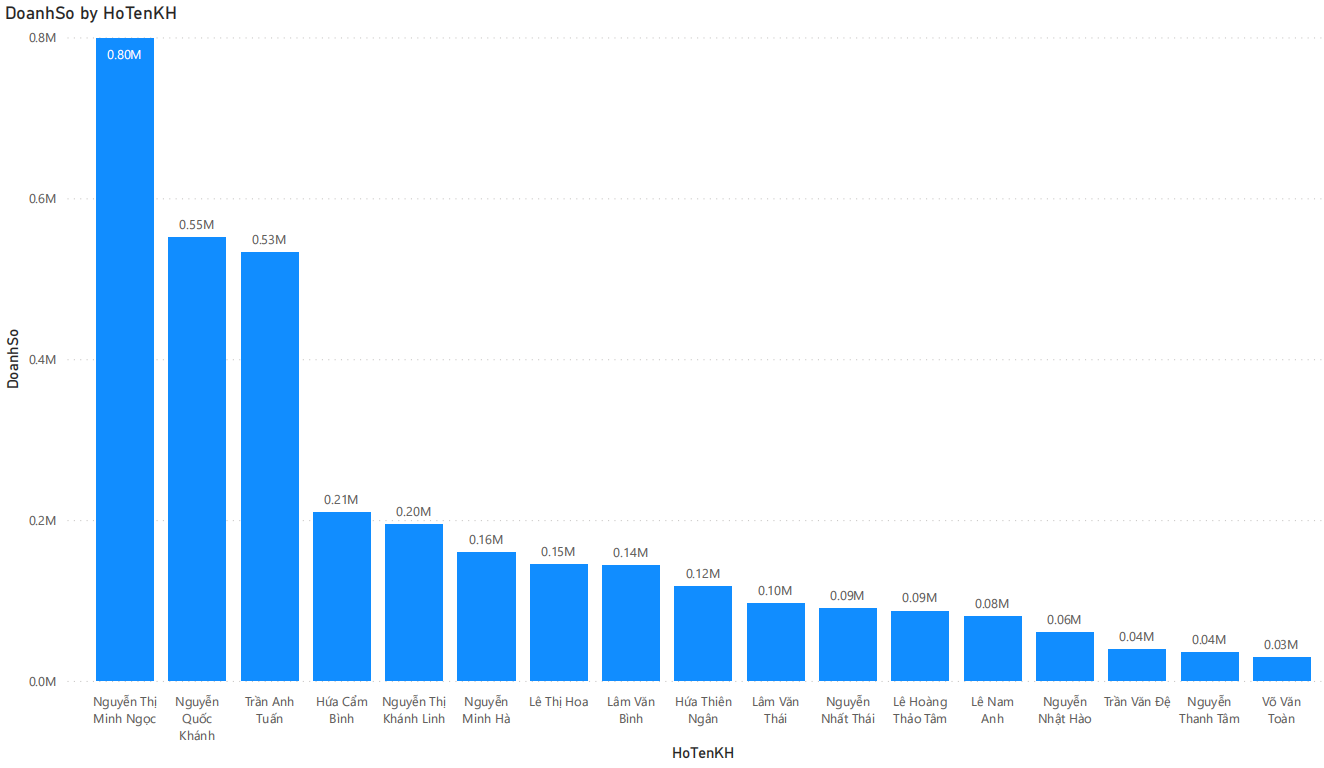 DoanhSo by HoTenKH
0.8M
0.6M
0.4M
0.2M
0.0M
DoanhSo
0.80M
0.55M
0.53M
0.21M
0.20M
0.16M
0.15M
0.14M
0.12M
0.10M
0.09M
0.09M
0.08M
0.06M
0.04M
0.04M
0.03M
Nguyễn Thị
Minh Ngọc
Nguyễn
Quốc
Khánh
Trần Anh
Tuấn
Hứa Cẩm
Bình
Nguyễn Thị
Khánh Linh
Nguyễn
Minh Hà
Lê Thị Hoa
Lâm Văn
Bình
Hứa Thiên
Ngân
Lâm Văn
Thái
Nguyễn
Nhất Thái
Lê Hoàng
Thảo Tâm
Lê Nam
Anh
Nguyễn
Nhật Hào
Trần Văn Đệ
Nguyễn
Thanh Tâm
Võ Văn
Toàn
HoTenKH